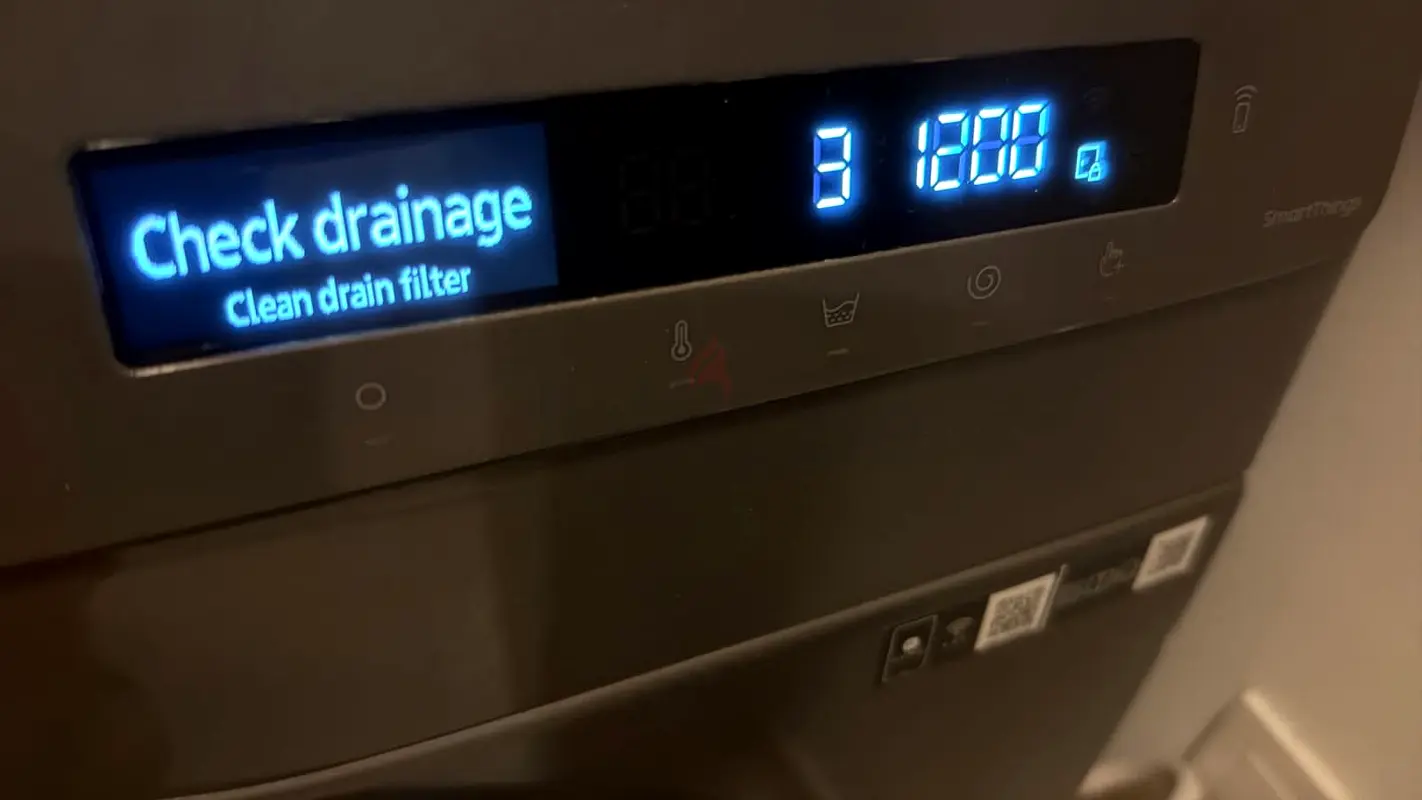 Check drainage
Clean drain filter
3
1200
SmartThings